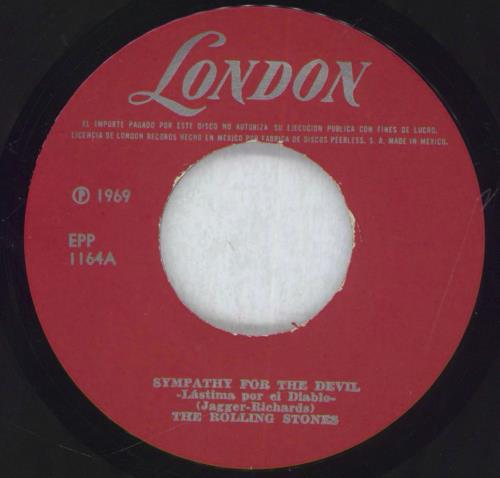 LONDON
EL IMPORTE PAGADO POR ESTE DISCO NO AUTORIZA SU EJECUCION PUBLICA CON FINES DE LUCRO.
LICENCIA DE LONDON RECORDS HECHO EN MEXICO POR FABRICA DE DISCOS PEERLESS, S. A. MADE IN MEXICO.
Ⓟ 1969
EPP
1164A
SYMPATHY FOR THE DEVIL
-Lástima por el Diablo-
(Jagger-Richards)
THE ROLLING STONES